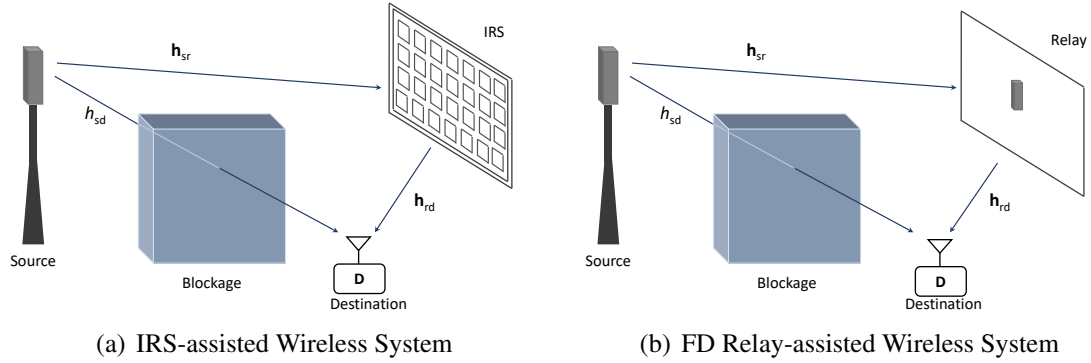 IRS
h_sr
h_sd
h_rd
Source
Blockage
D
Destination
(a) IRS-assisted Wireless System
Relay
h_sr
h_sd
h_rd
Source
Blockage
D
Destination
(b) FD Relay-assisted Wireless System